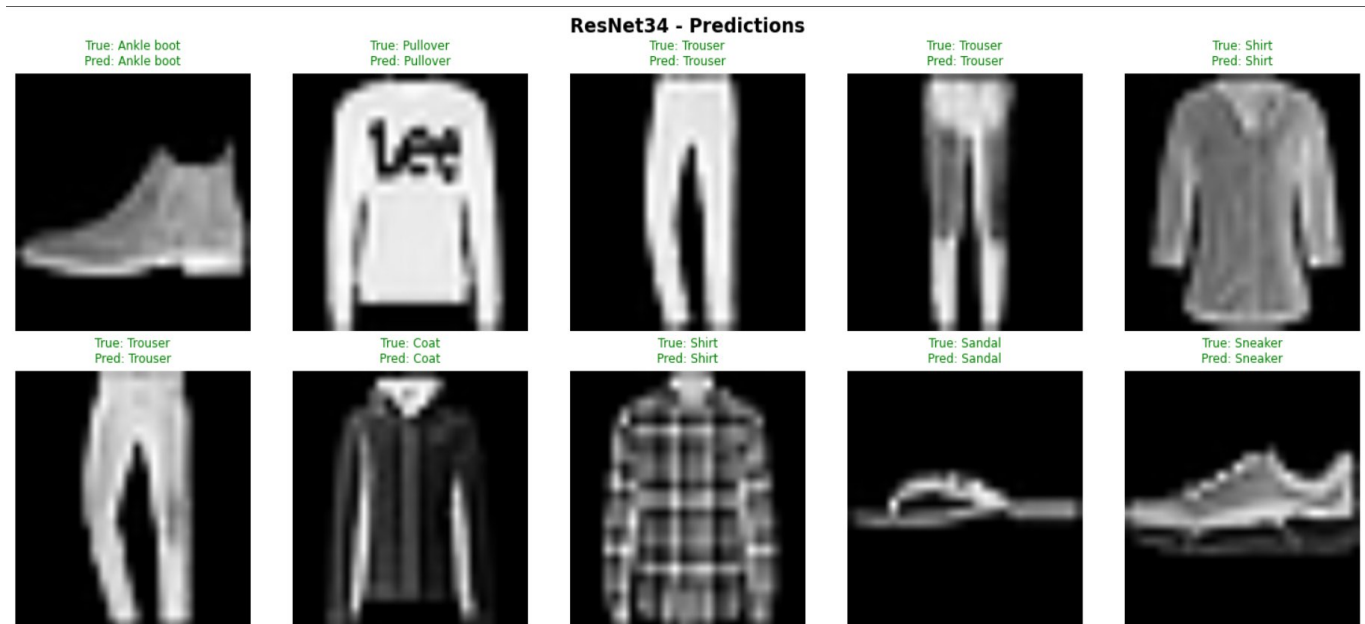 ResNet34 - Predictions
True: Ankle boot
Pred: Ankle boot
True: Pullover
Pred: Pullover
True: Trouser
Pred: Trouser
True: Trouser
Pred: Trouser
True: Shirt
Pred: Shirt
Lee
True: Trouser
Pred: Trouser
True: Coat
Pred: Coat
True: Shirt
Pred: Shirt
True: Sandal
Pred: Sandal
True: Sneaker
Pred: Sneaker